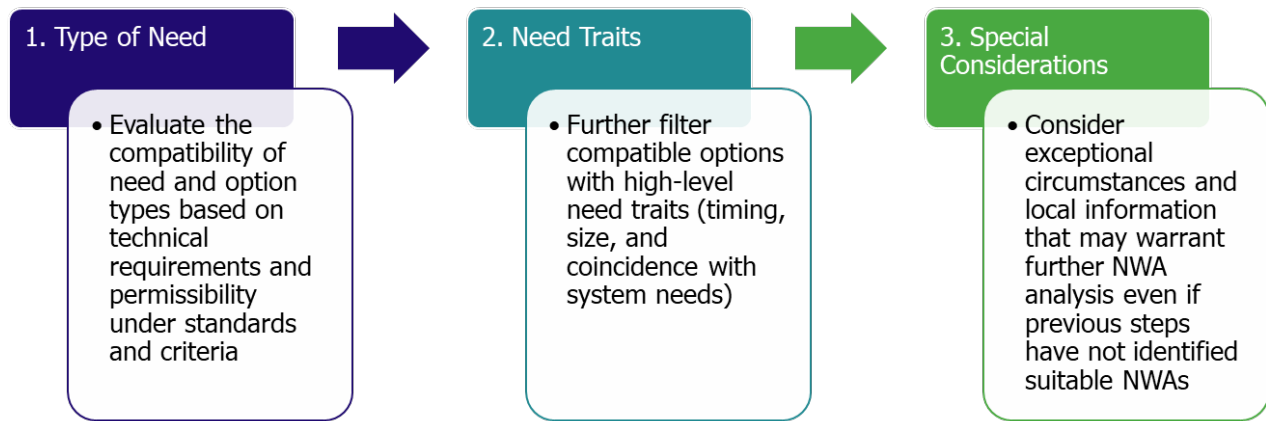 1. Type of Need
• Evaluate the
compatibility of
need and option
types based on
technical
requirements and
permissibility
under standards
and criteria
2. Need Traits
• Further filter
compatible options
with high-level
need traits (timing,
size, and
coincidence with
system needs)
3. Special
Considerations
• Consider
exceptional
circumstances and
local information
that may warrant
further NWA
analysis even if
previous steps
have not identified
suitable NWAs